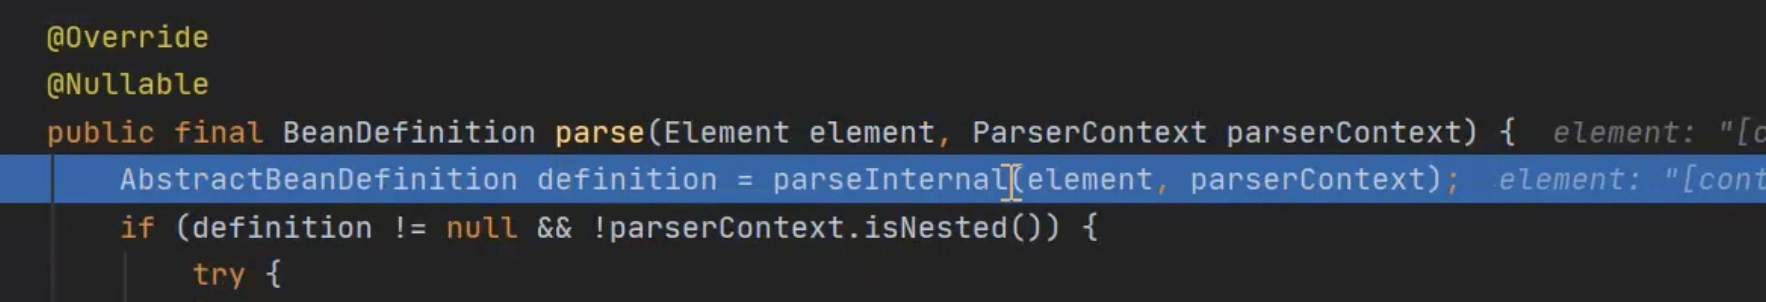 @Override
@Nullable
public final BeanDefinition parse(Element element, ParserContext parserContext) { element: "[c
AbstractBeanDefinition definition = parseInternal(element, parserContext); element: "[cont
if (definition != null && !parserContext.isNested()) {
try {